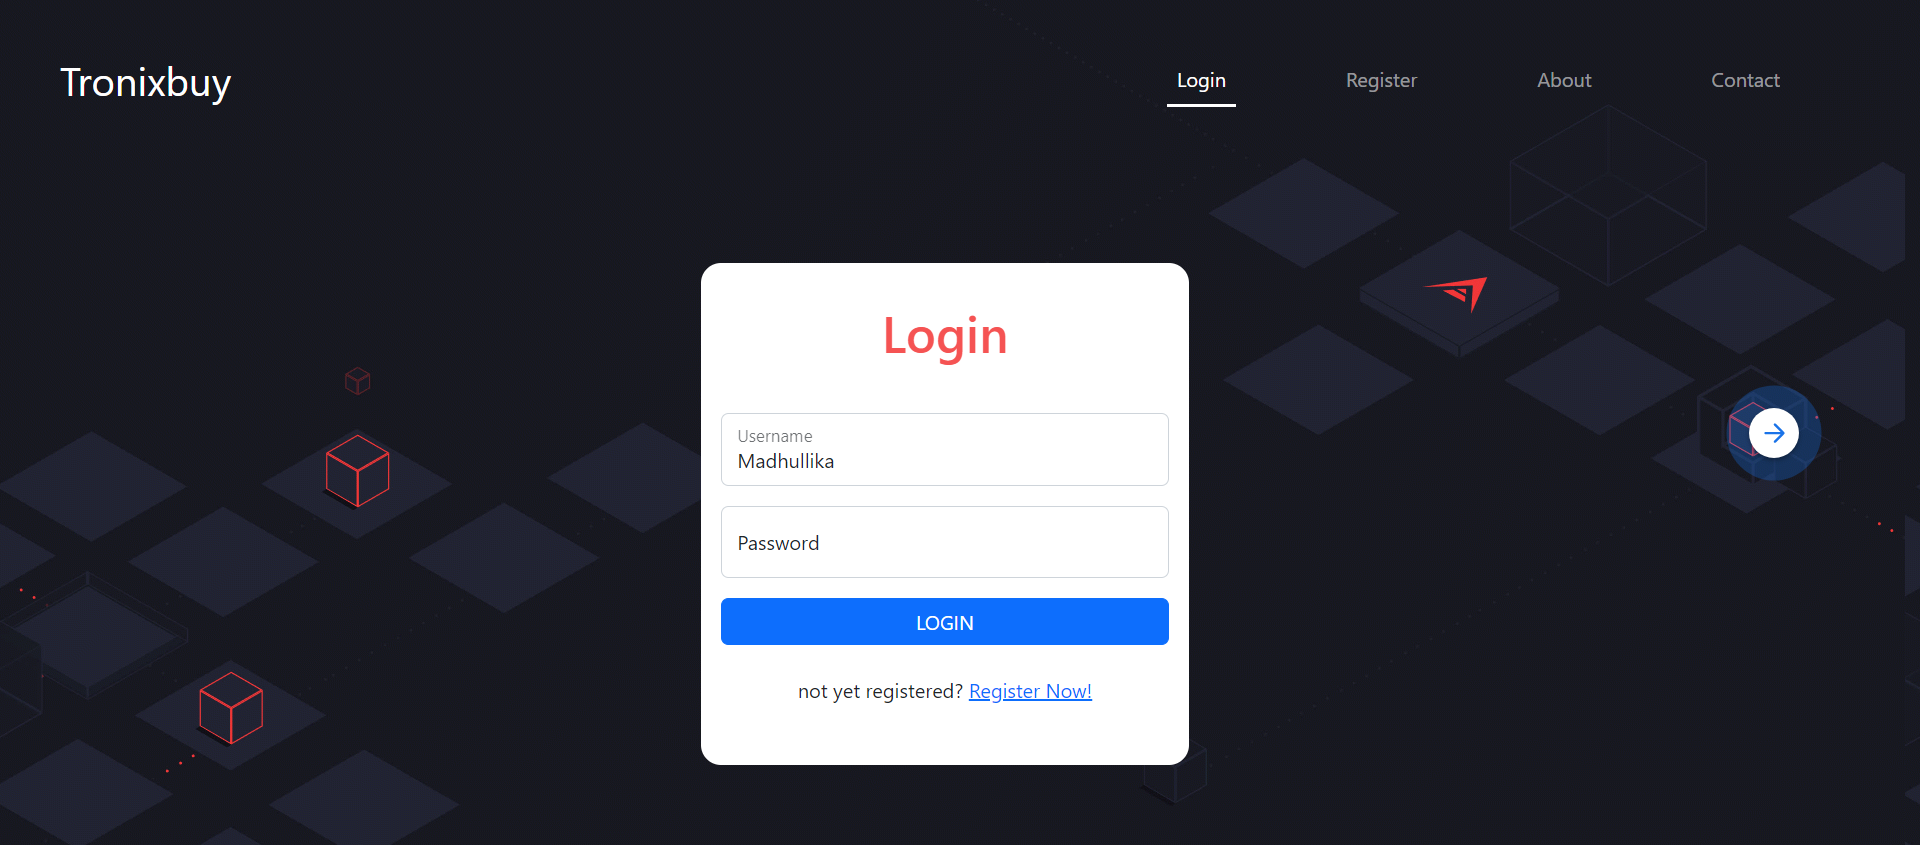 Tronixbuy
Login Register About Contact
Login
Username
Madhullika
Password
LOGIN
not yet registered? Register Now!